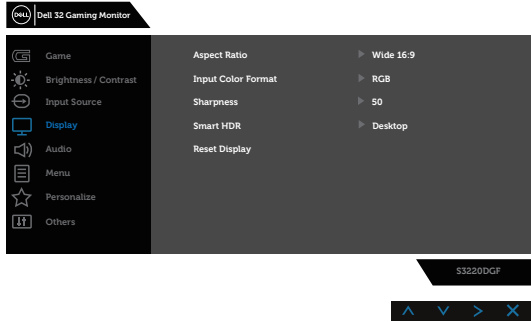 DELL Dell 32 Gaming Monitor
Game
Brightness / Contrast
Input Source
Display
Audio
Menu
Personalize
Others
Aspect Ratio Wide 16:9
Input Color Format RGB
Sharpness 50
Smart HDR Desktop
Reset Display
S3220DGF